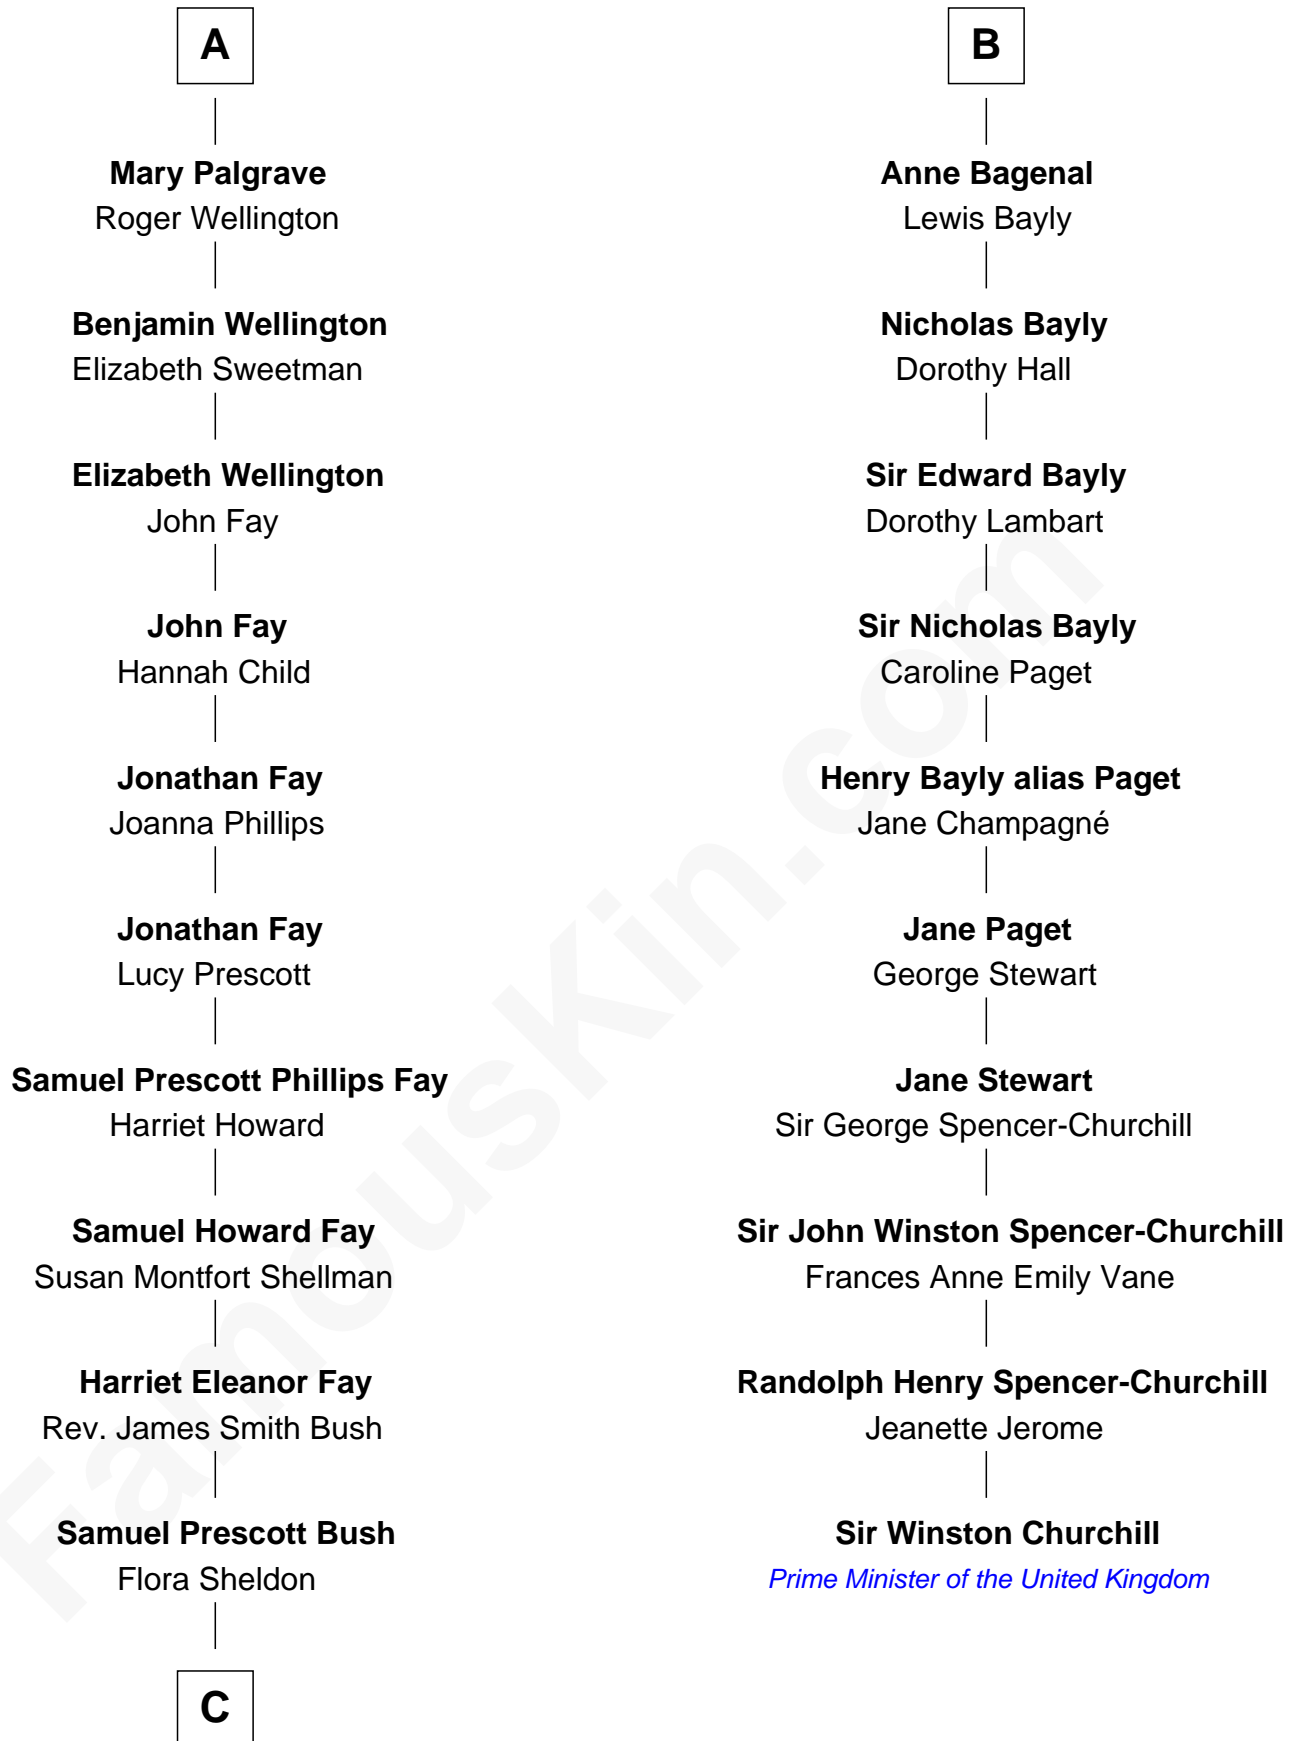 A
Mary Palgrave
Roger Wellington
Benjamin Wellington
Elizabeth Sweetman
Elizabeth Wellington
John Fay
John Fay
Hannah Child
Jonathan Fay
Joanna Phillips
Jonathan Fay
Lucy Prescott
Samuel Prescott Phillips Fay
Harriet Howard
Samuel Howard Fay
Susan Montfort Shellman
Harriet Eleanor Fay
Rev. James Smith Bush
Samuel Prescott Bush
Flora Sheldon
C
B
Anne Bagenal
Lewis Bayly
Nicholas Bayly
Dorothy Hall
Sir Edward Bayly
Dorothy Lambart
Sir Nicholas Bayly
Caroline Paget
Henry Bayly alias Paget
Jane Champagné
Jane Paget
George Stewart
Jane Stewart
Sir George Spencer-Churchill
Sir John Winston Spencer-Churchill
Frances Anne Emily Vane
Randolph Henry Spencer-Churchill
Jeanette Jerome
Sir Winston Churchill
Prime Minister of the United Kingdom
FamousKin.com